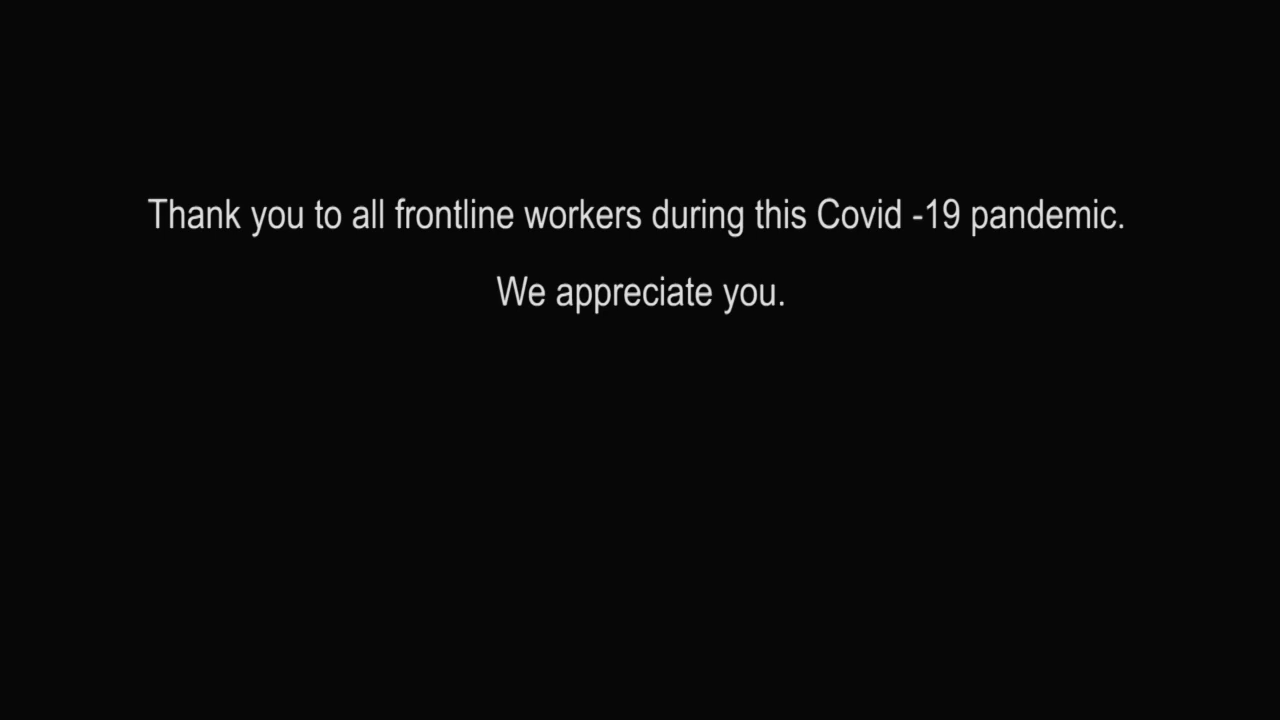 Thank you to all frontline workers during this Covid -19 pandemic.
We appreciate you.